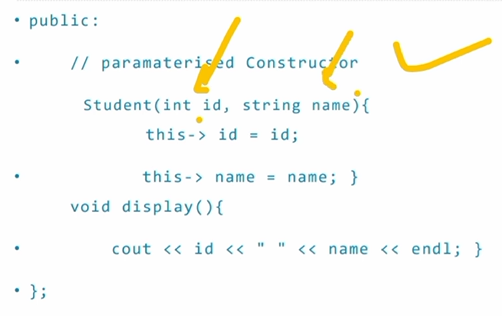 • public:
• // paramaterised Constructor
Student(int id, string name){
this-> id = id;
• this-> name = name; }
void display(){
• cout << id << " " << name << endl; }
• };